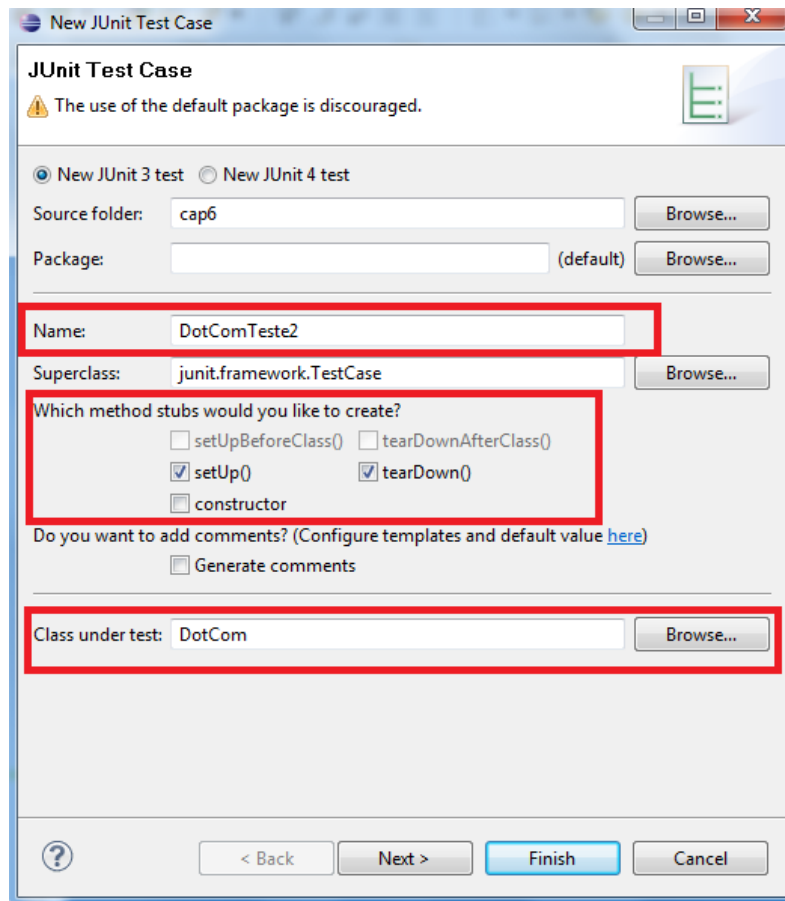 New JUnit Test Case
JUnit Test Case
The use of the default package is discouraged.
New JUnit 3 test New JUnit 4 test
Source folder: cap6 Browse...
Package: (default) Browse...
Name: DotComTeste2
Superclass: junit.framework.TestCase Browse...
Which method stubs would you like to create?
setUpBeforeClass() tearDownAfterClass()
setUp() tearDown()
constructor
Do you want to add comments? (Configure templates and default value here)
Generate comments
Class under test: DotCom Browse...
? < Back Next > Finish Cancel